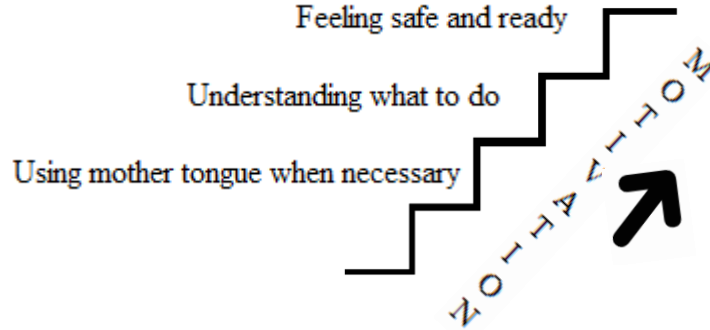 Feeling safe and ready
Understanding what to do
Using mother tongue when necessary
MOTIVATION